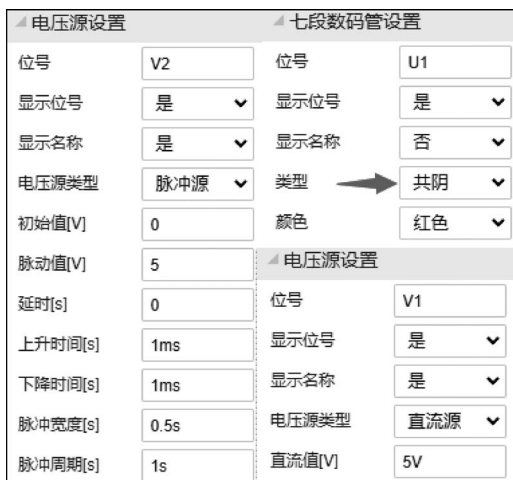 电压源设置
位号 V2
显示位号 是
显示名称 是
电压源类型 脉冲源
初始值[V] 0
脉动值[V] 5
延时[s] 0
上升时间[s] 1ms
下降时间[s] 1ms
脉冲宽度[s] 0.5s
脉冲周期[s] 1s
七段数码管设置
位号 U1
显示位号 是
显示名称 否
类型 共阴
颜色 红色
电压源设置
位号 V1
显示位号 是
显示名称 是
电压源类型 直流源
直流值[V] 5V